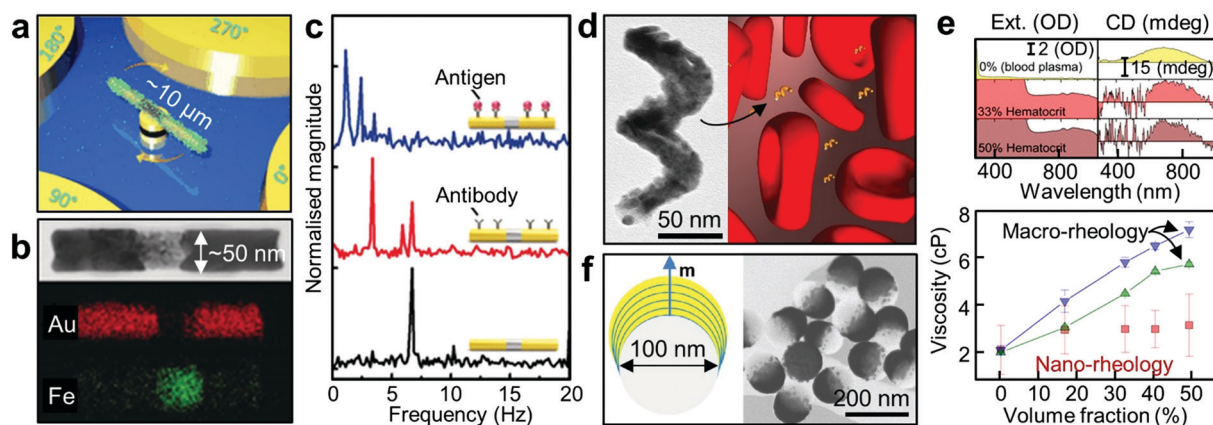 a
180°
270°
~10 µm
90°
0°
b
~50 nm
Au
Fe
c
Normalised magnitude
Antigen
Antibody
0 5 10 15 20
Frequency (Hz)
d
50 nm
f
m
100 nm
200 nm
e
Ext. (OD) CD (mdeg)
2 (OD)
0% (blood plasma)
15 (mdeg)
33% Hematocrit
50% Hematocrit
400 800 400 800
Wavelength (nm)
Viscosity (cP)
8
6
4
2
Macro-rheology
Nano-rheology
0 10 20 30 40 50
Volume fraction (%)